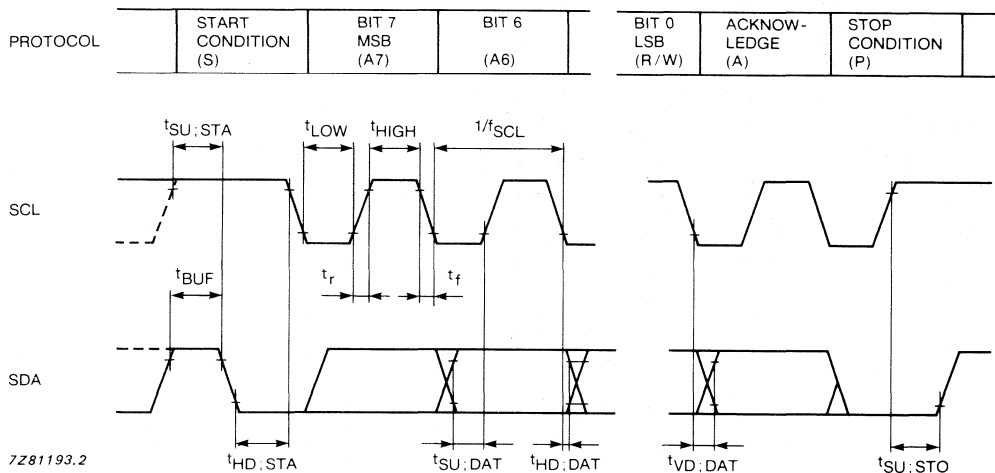 PROTOCOL
START CONDITION (S)
BIT 7 MSB (A7)
BIT 6 (A6)
BIT 0 LSB (R/W)
ACKNOW-LEDGE (A)
STOP CONDITION (P)
tSU;STA
tLOW
tHIGH
1/fSCL
SCL
tBUF
tr
tf
SDA
tHD;STA
tSU;DAT
tHD;DAT
tVD;DAT
tSU;STO
7Z81193.2